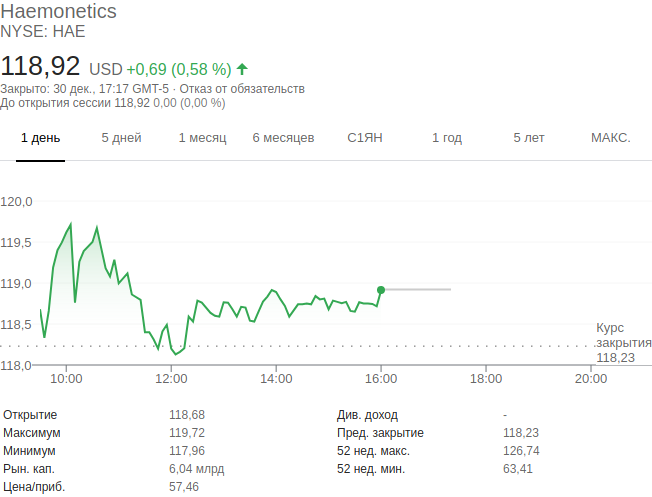 Haemonetics
NYSE: HAE
118,92 USD +0,69 (0,58 %)
Закрыто: 30 дек., 17:17 GMT-5 · Отказ от обязательств
До открытия сессии 118,92 0,00 (0,00 %)
1 день 5 дней 1 месяц 6 месяцев С1ЯН 1 год 5 лет МАКС.
120,0
119,5
119,0
118,5
118,0
Курс
закрытия
118,23
10:00 12:00 14:00 16:00 18:00 20:00
Открытие 118,68 Див. доход -
Максимум 119,72 Пред. закрытие 118,23
Минимум 117,96 52 нед. макс. 126,74
Рын. кап. 6,04 млрд 52 нед. мин. 63,41
Цена/приб. 57,46